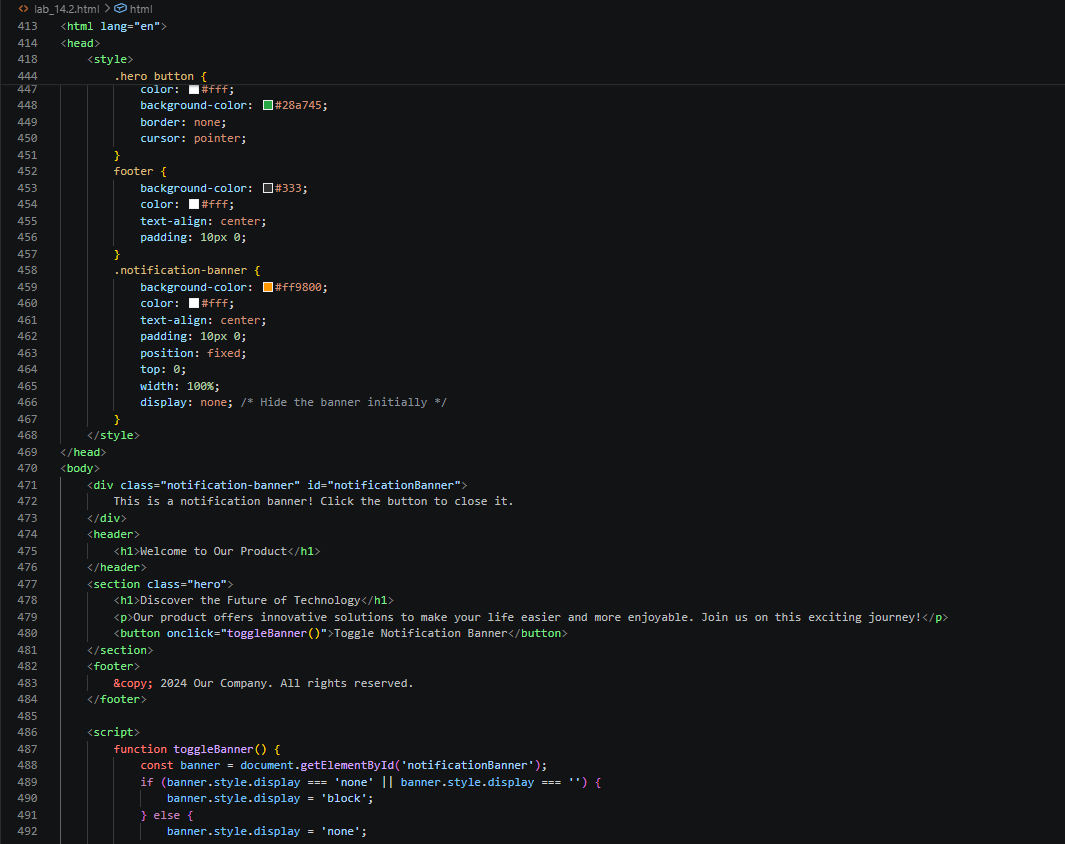 lab_14.2.html > html
413 <html lang="en">
414 <head>
418 <style>
444 .hero button {
447 color: #fff;
448 background-color: #28a745;
449 border: none;
450 cursor: pointer;
451 }
452 footer {
453 background-color: #333;
454 color: #fff;
455 text-align: center;
456 padding: 10px 0;
457 }
458 .notification-banner {
459 background-color: #ff9800;
460 color: #fff;
461 text-align: center;
462 padding: 10px 0;
463 position: fixed;
464 top: 0;
465 width: 100%;
466 display: none; /* Hide the banner initially */
467 }
468 </style>
469 </head>
470 <body>
471 <div class="notification-banner" id="notificationBanner">
472 This is a notification banner! Click the button to close it.
473 </div>
474 <header>
475 <h1>Welcome to Our Product</h1>
476 </header>
477 <section class="hero">
478 <h1>Discover the Future of Technology</h1>
479 <p>Our product offers innovative solutions to make your life easier and more enjoyable. Join us on this exciting journey!</p>
480 <button onclick="toggleBanner()">Toggle Notification Banner</button>
481 </section>
482 <footer>
483 &copy; 2024 Our Company. All rights reserved.
484 </footer>
485
486 <script>
487 function toggleBanner() {
488 const banner = document.getElementById('notificationBanner');
489 if (banner.style.display === 'none' || banner.style.display === '') {
490 banner.style.display = 'block';
491 } else {
492 banner.style.display = 'none';